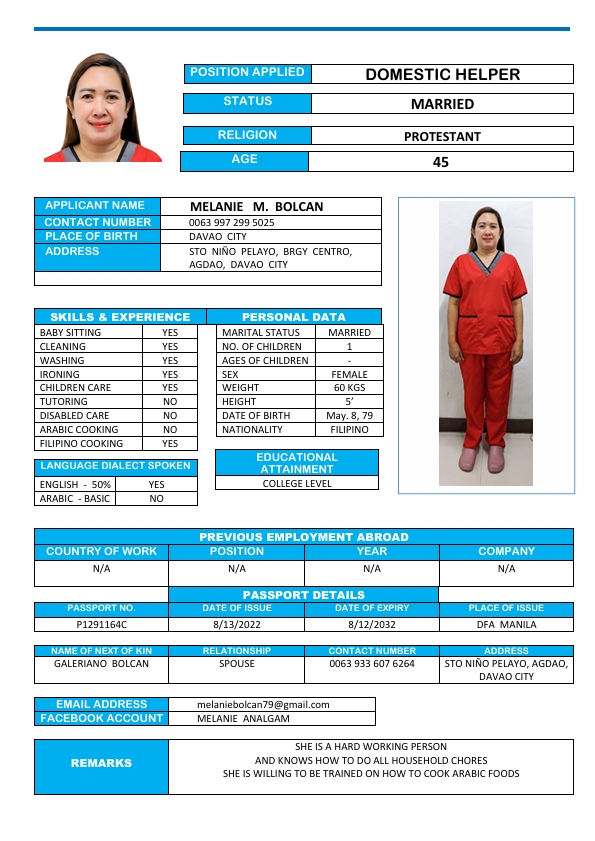 POSITION APPLIED DOMESTIC HELPER
STATUS MARRIED
RELIGION PROTESTANT
AGE 45
APPLICANT NAME MELANIE M. BOLCAN
CONTACT NUMBER 0063 997 299 5025
PLACE OF BIRTH DAVAO CITY
ADDRESS STO NIÑO PELAYO, BRGY CENTRO,
AGDAO, DAVAO CITY
SKILLS & EXPERIENCE
BABY SITTING YES
CLEANING YES
WASHING YES
IRONING YES
CHILDREN CARE YES
TUTORING NO
DISABLED CARE NO
ARABIC COOKING NO
FILIPINO COOKING YES
LANGUAGE DIALECT SPOKEN
ENGLISH - 50% YES
ARABIC - BASIC NO
PERSONAL DATA
MARITAL STATUS MARRIED
NO. OF CHILDREN 1
AGES OF CHILDREN -
SEX FEMALE
WEIGHT 60 KGS
HEIGHT 5’
DATE OF BIRTH May. 8, 79
NATIONALITY FILIPINO
EDUCATIONAL
ATTAINMENT
COLLEGE LEVEL
PREVIOUS EMPLOYMENT ABROAD
COUNTRY OF WORK POSITION YEAR COMPANY
N/A N/A N/A N/A
PASSPORT DETAILS
PASSPORT NO. DATE OF ISSUE DATE OF EXPIRY PLACE OF ISSUE
P1291164C 8/13/2022 8/12/2032 DFA MANILA
NAME OF NEXT OF KIN RELATIONSHIP CONTACT NUMBER ADDRESS
GALERIANO BOLCAN SPOUSE 0063 933 607 6264 STO NIÑO PELAYO, AGDAO,
DAVAO CITY
EMAIL ADDRESS melaniebolcan79@gmail.com
FACEBOOK ACCOUNT MELANIE ANALGAM
REMARKS
SHE IS A HARD WORKING PERSON
AND KNOWS HOW TO DO ALL HOUSEHOLD CHORES
SHE IS WILLING TO BE TRAINED ON HOW TO COOK ARABIC FOODS